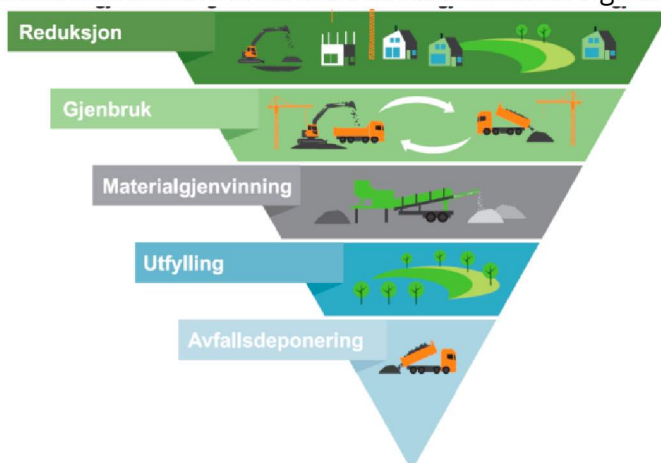 Reduksjon
Gjenbruk
Materialgjenvinning
Utfylling
Avfallsdeponering